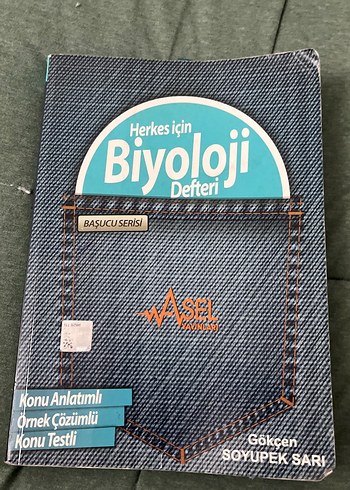 Herkes için
Biyoloji
Defteri
BAŞUCU SERİSİ
ASEL
YAYINLARI
Konu Anlatımlı
Örnek Çözümlü
Konu Testli
Gökçen
SOYUPEK SARI